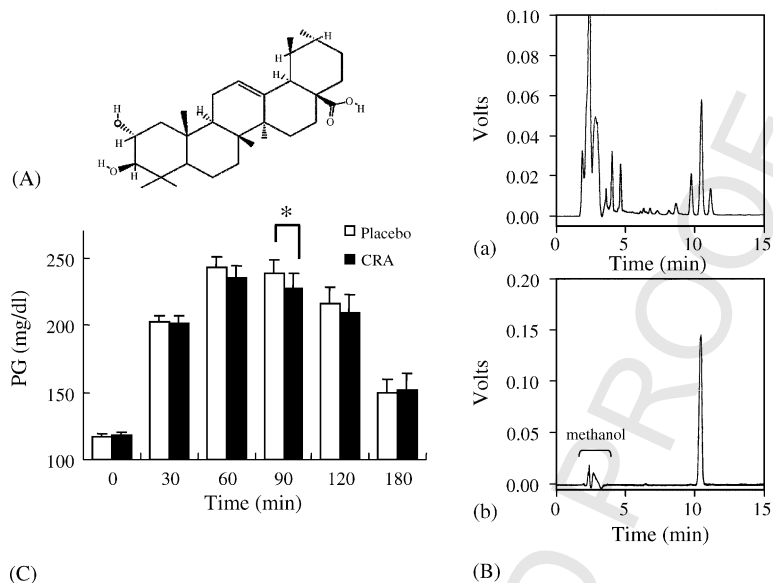 H
O
H
O
H
H
H
H
H
O
O
H
(A)
*
Placebo
CRA
PG (mg/dl)
250
200
150
100
0 30 60 90 120 180
Time (min)
(C)
Volts
0.10
0.08
0.06
0.04
0.02
0.00
0 5 10 15
Time (min)
(a)
Volts
0.20
0.15
0.10
0.05
0.00
methanol
0 5 10 15
Time (min)
(b)
(B)
PROOF